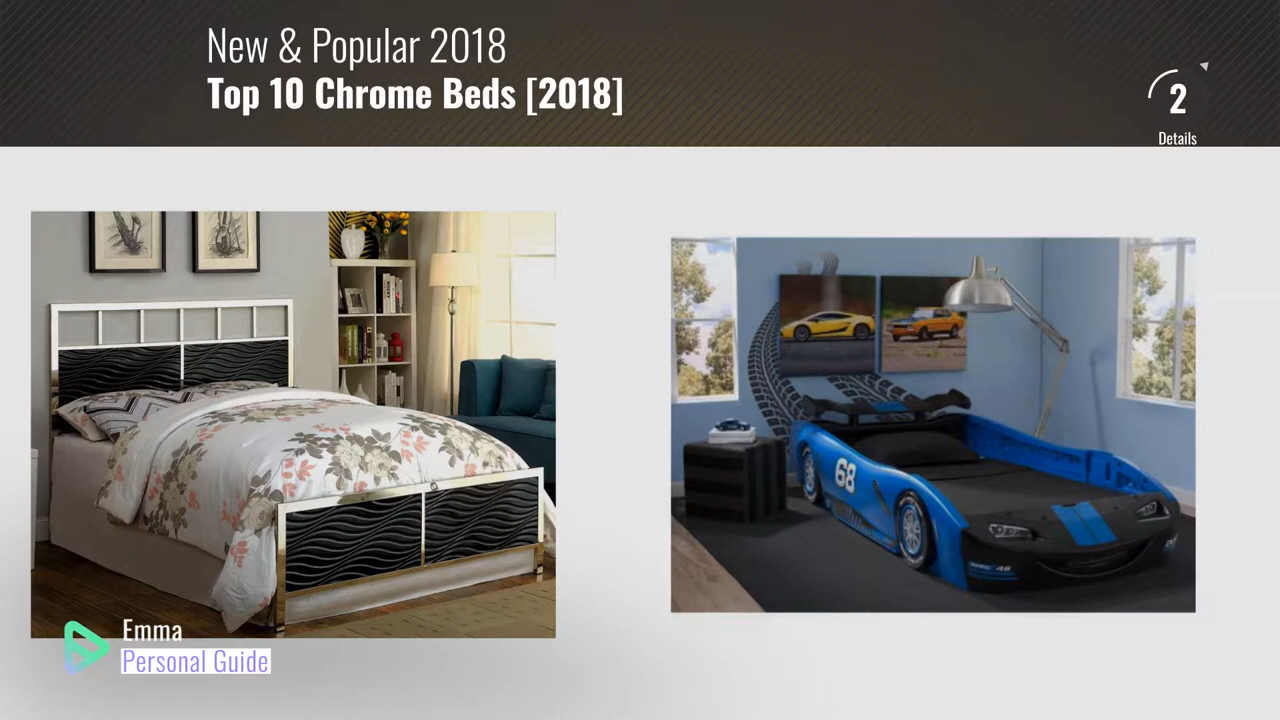 New & Popular 2018
Top 10 Chrome Beds [2018]
2
Details
68
Emma
Personal Guide